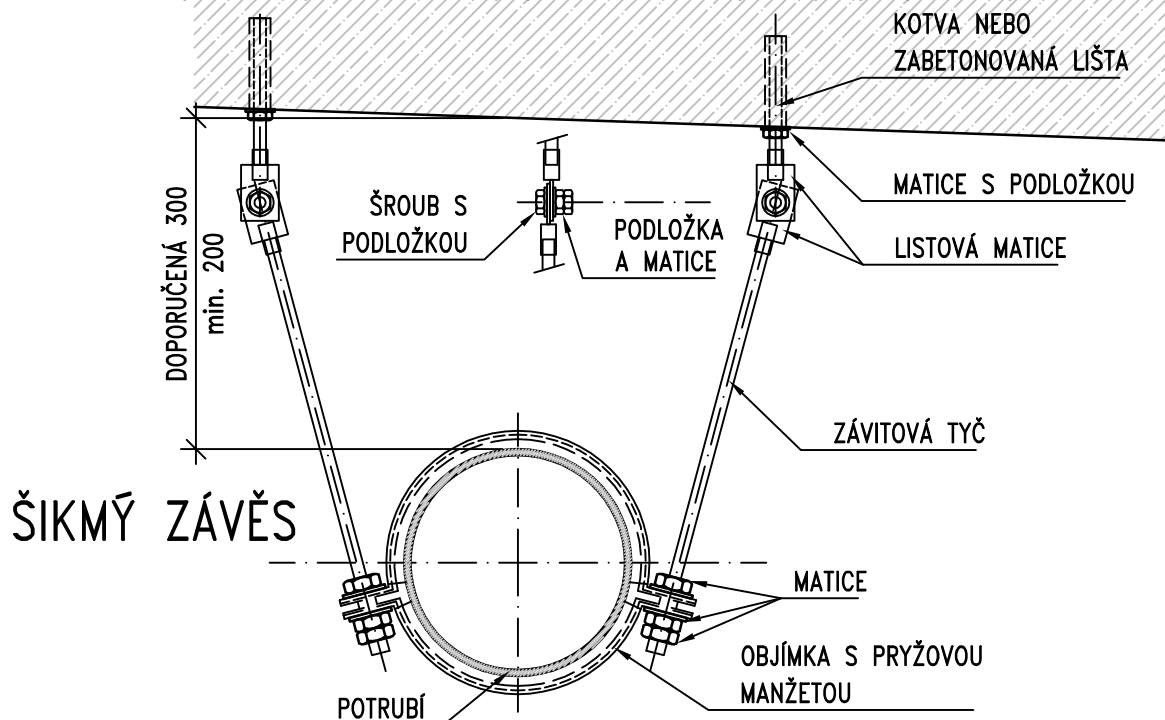 KOTVA NEBO
ZABETONOVANÁ LIŠTA
MATICE S PODLOŽKOU
ŠROUB S
PODLOŽKOU
PODLOŽKA
A MATICE
LISTOVÁ MATICE
DOPORUČENÁ 300
min. 200
ZÁVITOVÁ TYČ
ŠIKMÝ ZÁVĚS
MATICE
OBJÍMKA S PRYŽOVOU
MANŽETOU
POTRUBÍ